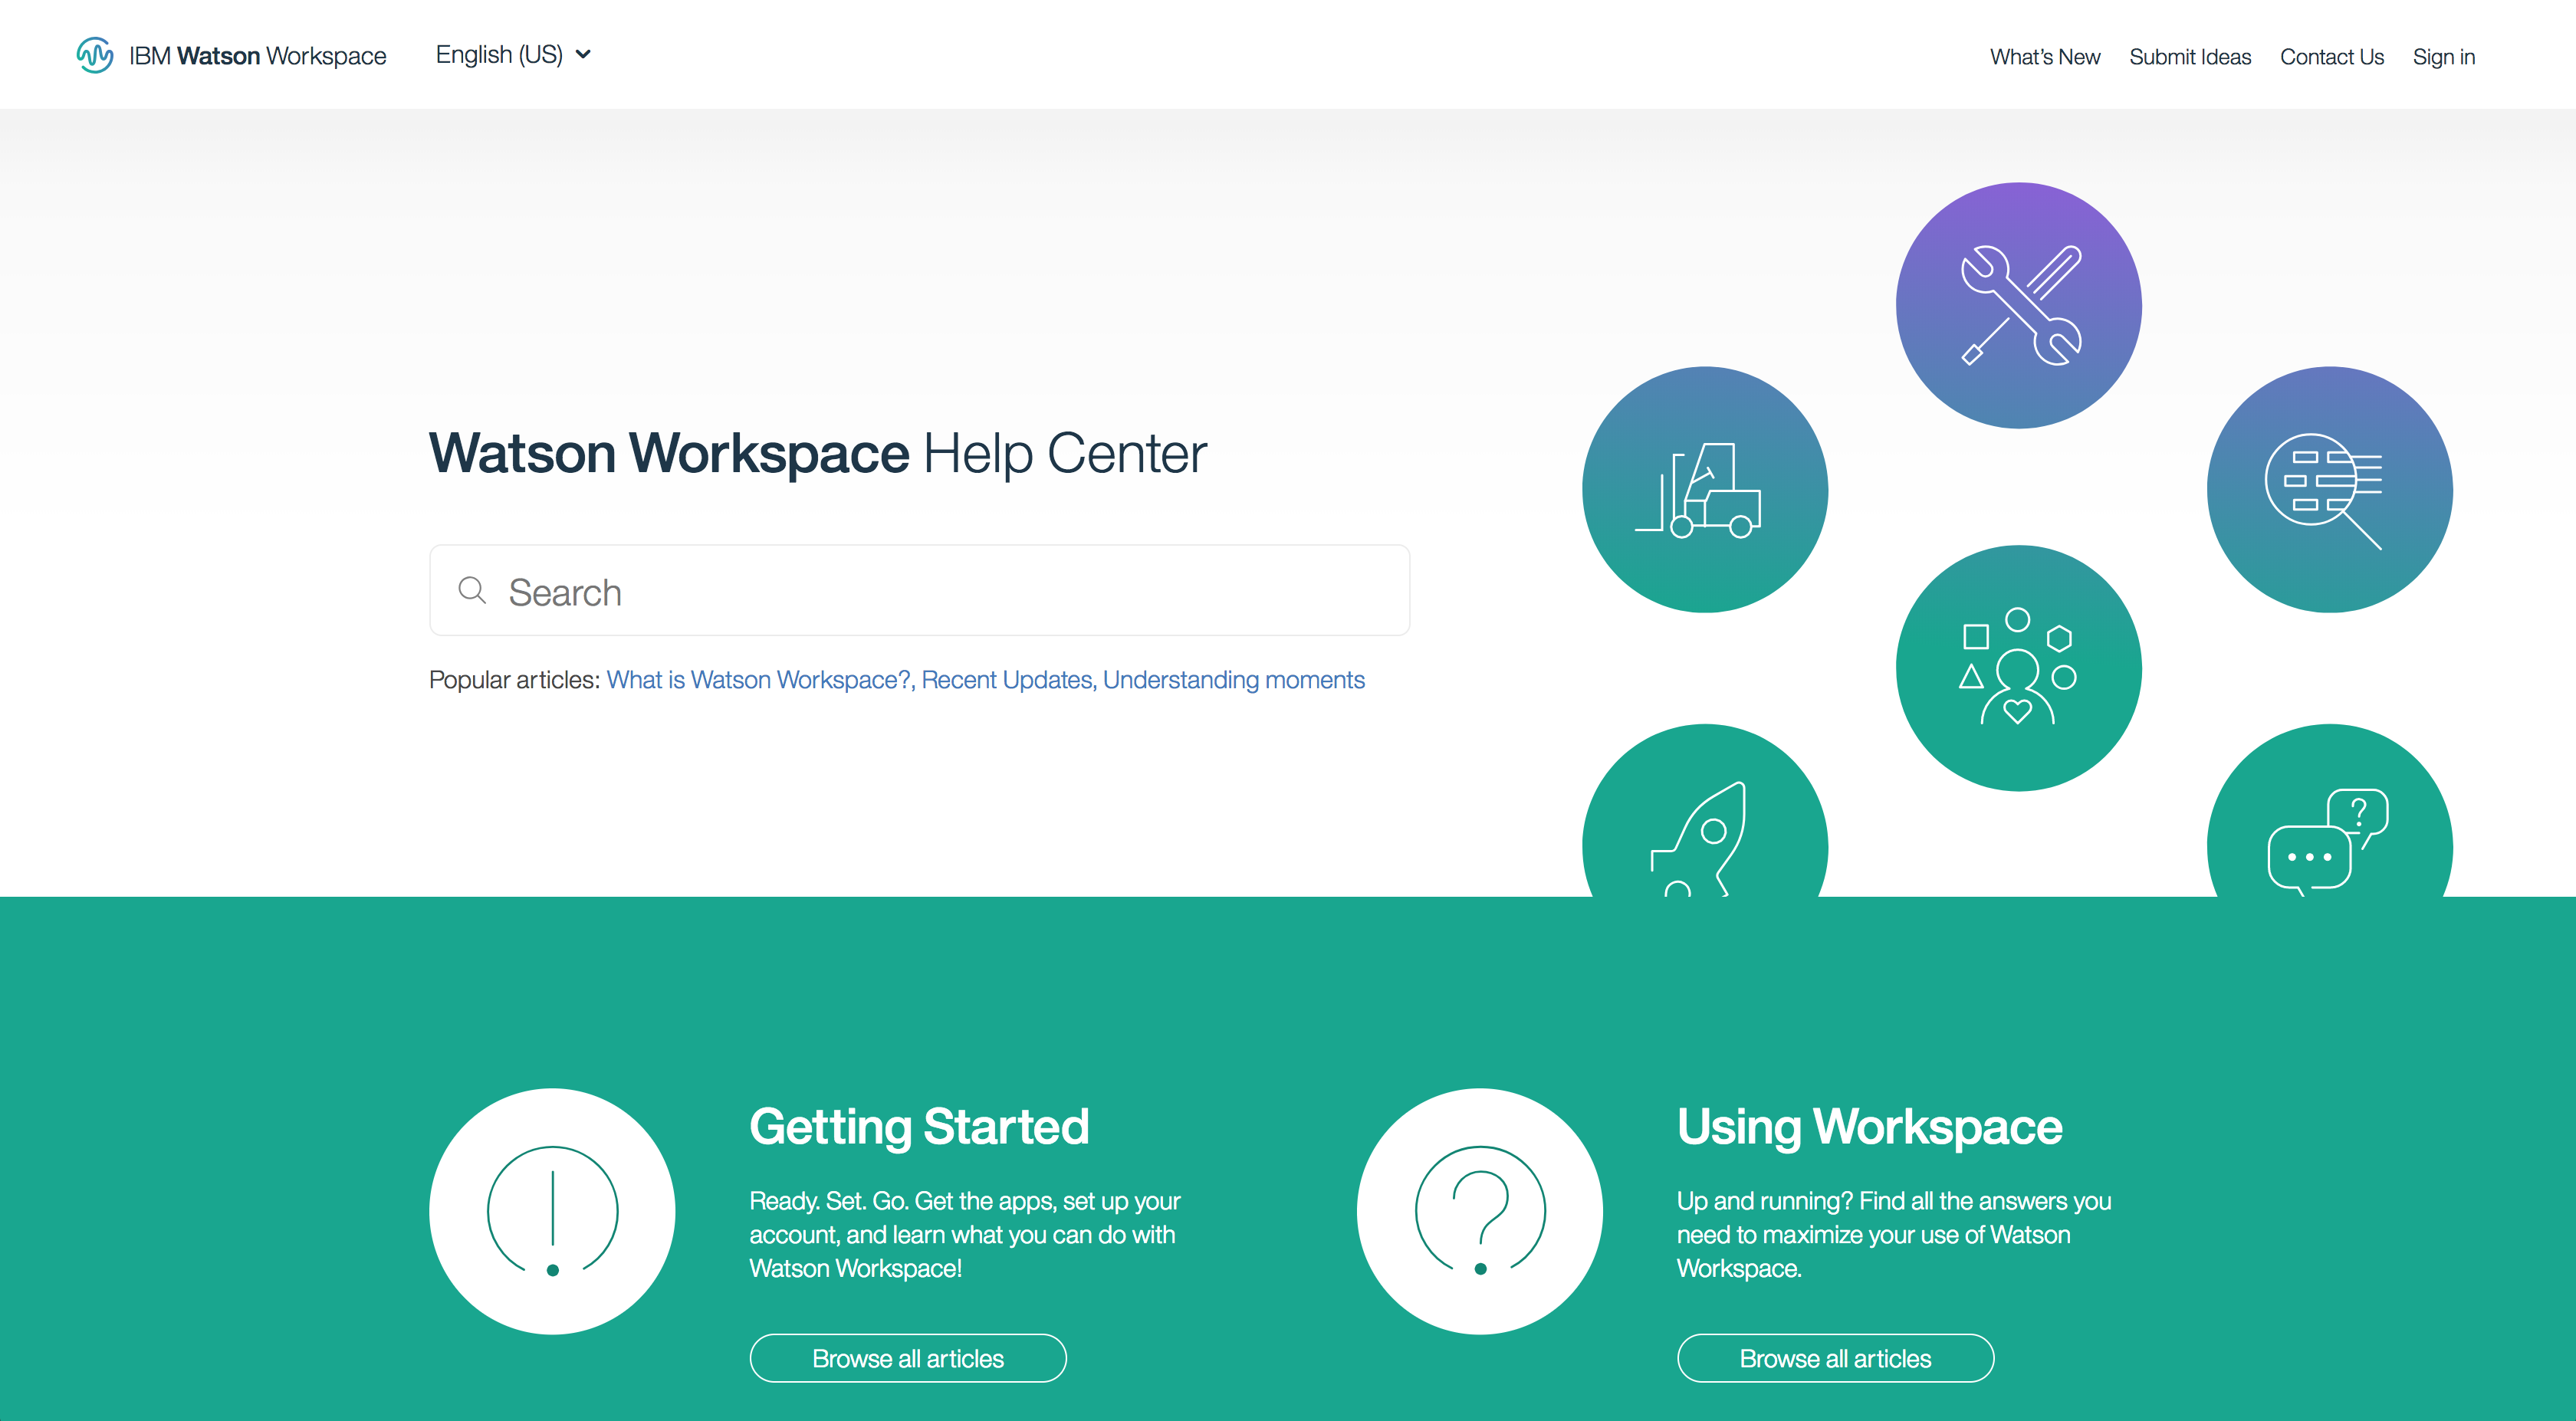 IBM Watson Workspace
English (US)
What's New
Submit Ideas
Contact Us
Sign in
Watson Workspace Help Center
Search
Popular articles: What is Watson Workspace?, Recent Updates, Understanding moments
?
Getting Started
Ready. Set. Go. Get the apps, set up your
account, and learn what you can do with
Watson Workspace!
Browse all articles
Using Workspace
Up and running? Find all the answers you
need to maximize your use of Watson
Workspace.
Browse all articles